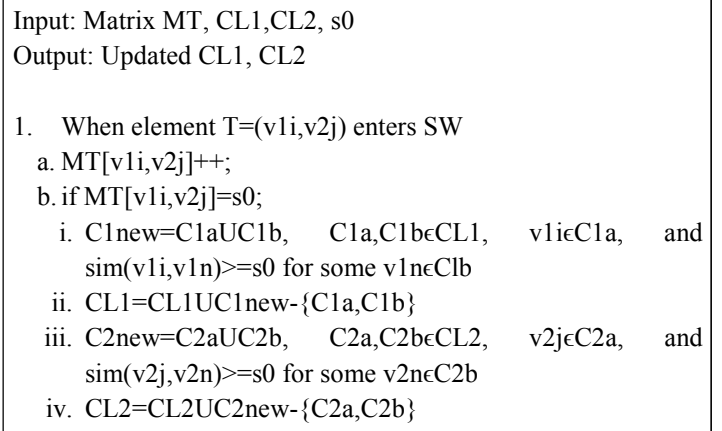 Input: Matrix MT, CL1,CL2, s0
Output: Updated CL1, CL2
1. When element T=(v1i,v2j) enters SW
a. MT[v1i,v2j]++;
b. if MT[v1i,v2j]=s0;
i. C1new=C1aUC1b, C1a,C1bϵCL1, v1iϵC1a, and
sim(v1i,v1n)>=s0 for some v1nϵClb
ii. CL1=CL1UC1new-{C1a,C1b}
iii. C2new=C2aUC2b, C2a,C2bϵCL2, v2jϵC2a, and
sim(v2j,v2n)>=s0 for some v2nϵC2b
iv. CL2=CL2UC2new-{C2a,C2b}